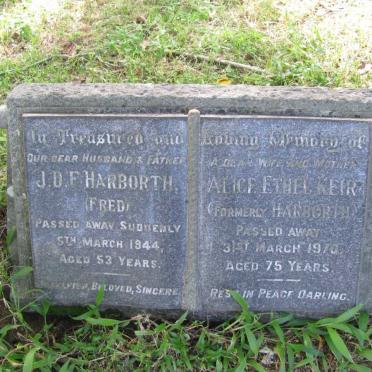 In Treasured and Loving Memory of
Our dear Husband & Father
J.D.F. Harborth,
(Fred)
Passed away suddenly
5th March 1944,
Aged 53 years.
Beloved, Sincere.
A dear wife and mother
Alice Ethel Keir
(formerly Harborth)
Passed away
31st March 1970.
Aged 75 years.
Rest in Peace Darling.